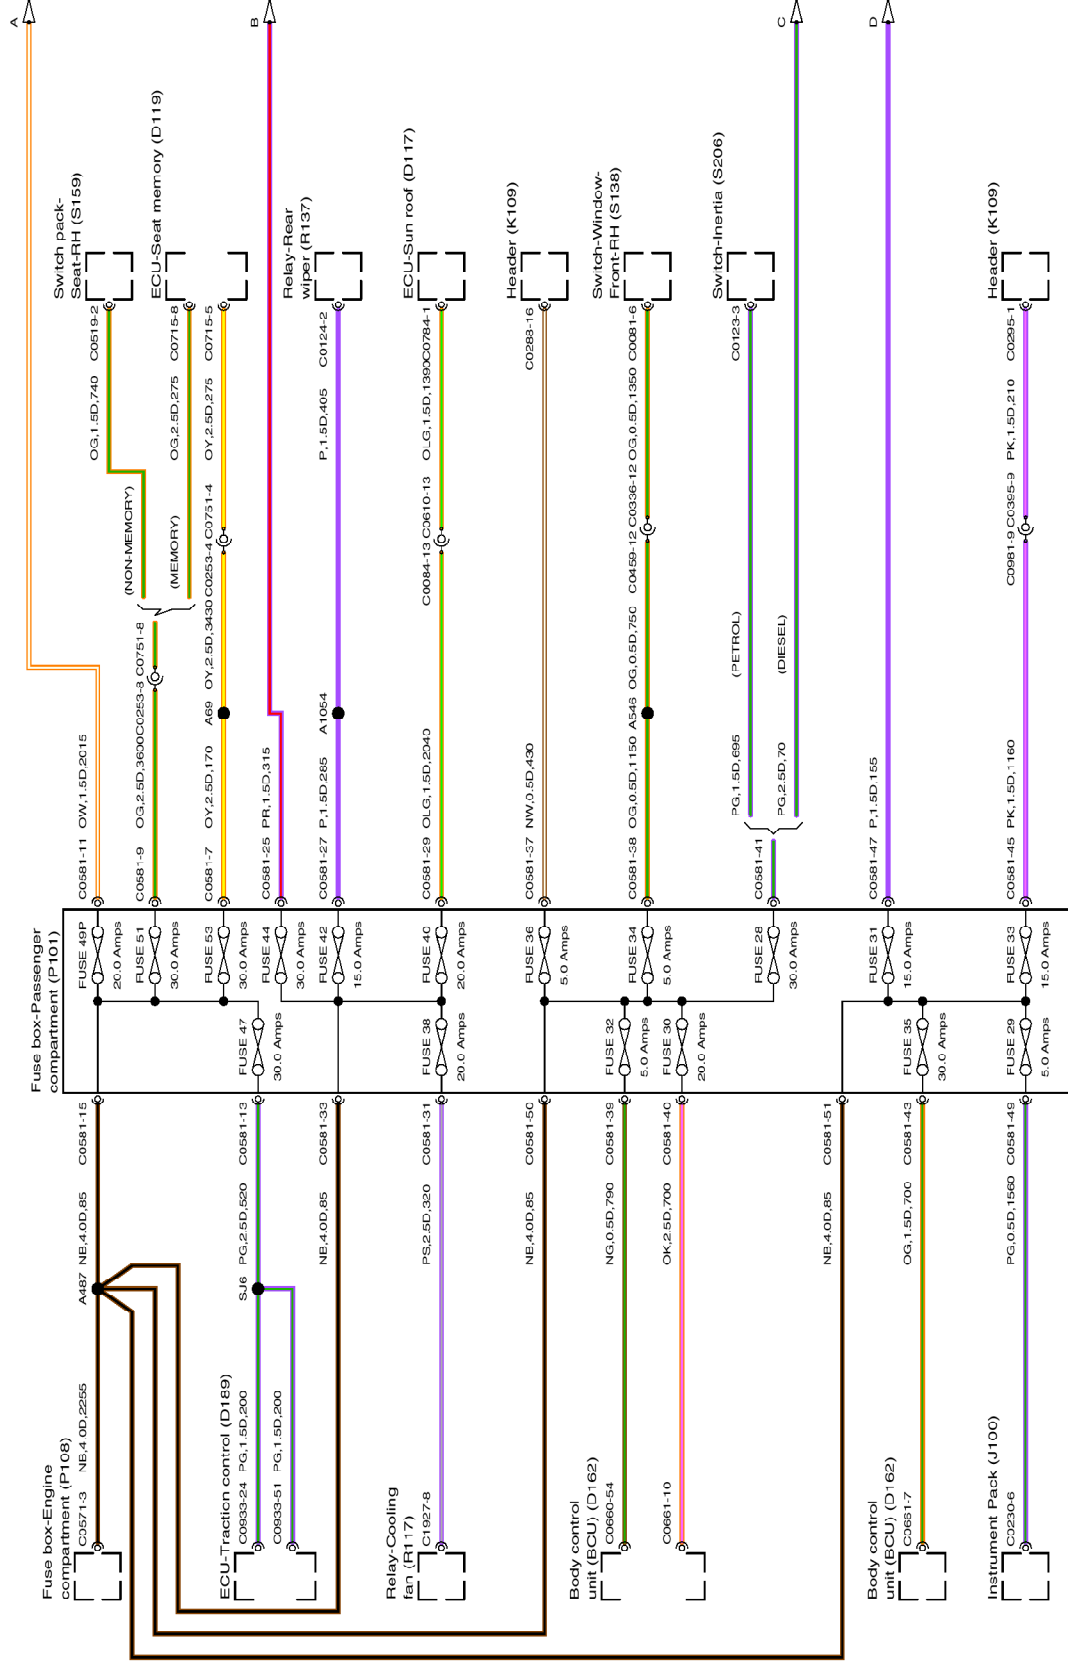 A
B
C
D
Switch pack-
Seat-RH (S159)
ECU-Seat memory (D119)
Relay-Rear
wiper (R137)
ECU-Sun roof (D117)
Header (K109)
Switch-Window-
Front-RH (S138)
Switch-Inertia (S206)
Header (K109)
C0519-2
C0715-8
C0715-5
C0124-2
C0784-1
C0288-16
C0081-6
C0123-3
C0295-1
OG,1.5D,740
OG,2.5D,275
OY,2.5D,275
P,1.5D,405
OLG,1.5D,1390
OG,0.5D,1350
PK,1.5D,210
(NON-MEMORY)
(MEMORY)
C0253-4 C0751-4
C0084-13 C0610-13
C0459-12 C0336-12
C0981-9 C0395-9
(PETROL)
(DIESEL)
C0253-8 C0751-8
OY,2.5D,3430
OG,0.5D,750
A69
A1054
A546
OW,1.5D,2015
OG,2.5D,3600
OY,2.5D,170
PR,1.5D,315
P,1.5D,285
OLG,1.5D,2040
NW,0.5D,430
OG,0.5D,1150
PG,1.5D,695
PG,2.5D,70
P,1.5D,155
PK,1.5D,1160
C0581-11
C0581-9
C0581-7
C0581-25
C0581-27
C0581-29
C0581-37
C0581-38
C0581-41
C0581-47
C0581-45
Fuse box-Passenger
compartment (P101)
FUSE 49P
20.0 Amps
FUSE 51
30.0 Amps
FUSE 53
30.0 Amps
FUSE 44
30.0 Amps
FUSE 42
15.0 Amps
FUSE 40
20.0 Amps
FUSE 36
5.0 Amps
FUSE 34
5.0 Amps
FUSE 28
30.0 Amps
FUSE 31
15.0 Amps
FUSE 33
15.0 Amps
FUSE 47
30.0 Amps
FUSE 38
20.0 Amps
FUSE 32
5.0 Amps
FUSE 30
20.0 Amps
FUSE 35
30.0 Amps
FUSE 29
5.0 Amps
C0581-15
C0581-13
C0581-33
C0581-31
C0581-50
C0581-39
C0581-40
C0581-51
C0581-43
C0581-49
NE,4.0D,85
PG,2.5D,520
NE,4.0D,85
PS,2.5D,320
NE,4.0D,85
NG,0.5D,790
OK,2.5D,700
NE,4.0D,85
OG,1.5D,700
PG,0.5D,1560
A487
SJ6
NE,4.0D,2255
PG,1.5D,200
PG,1.5D,200
C0571-3
C0933-24
C0933-51
C1927-8
C0660-54
C0661-10
C0661-7
C0230-6
Fuse box-Engine
compartment (P108)
ECU-Traction control (D189)
Relay-Cooling
fan (R117)
Body control
unit (BCU) (D162)
Body control
unit (BCU) (D162)
Instrument Pack (J100)